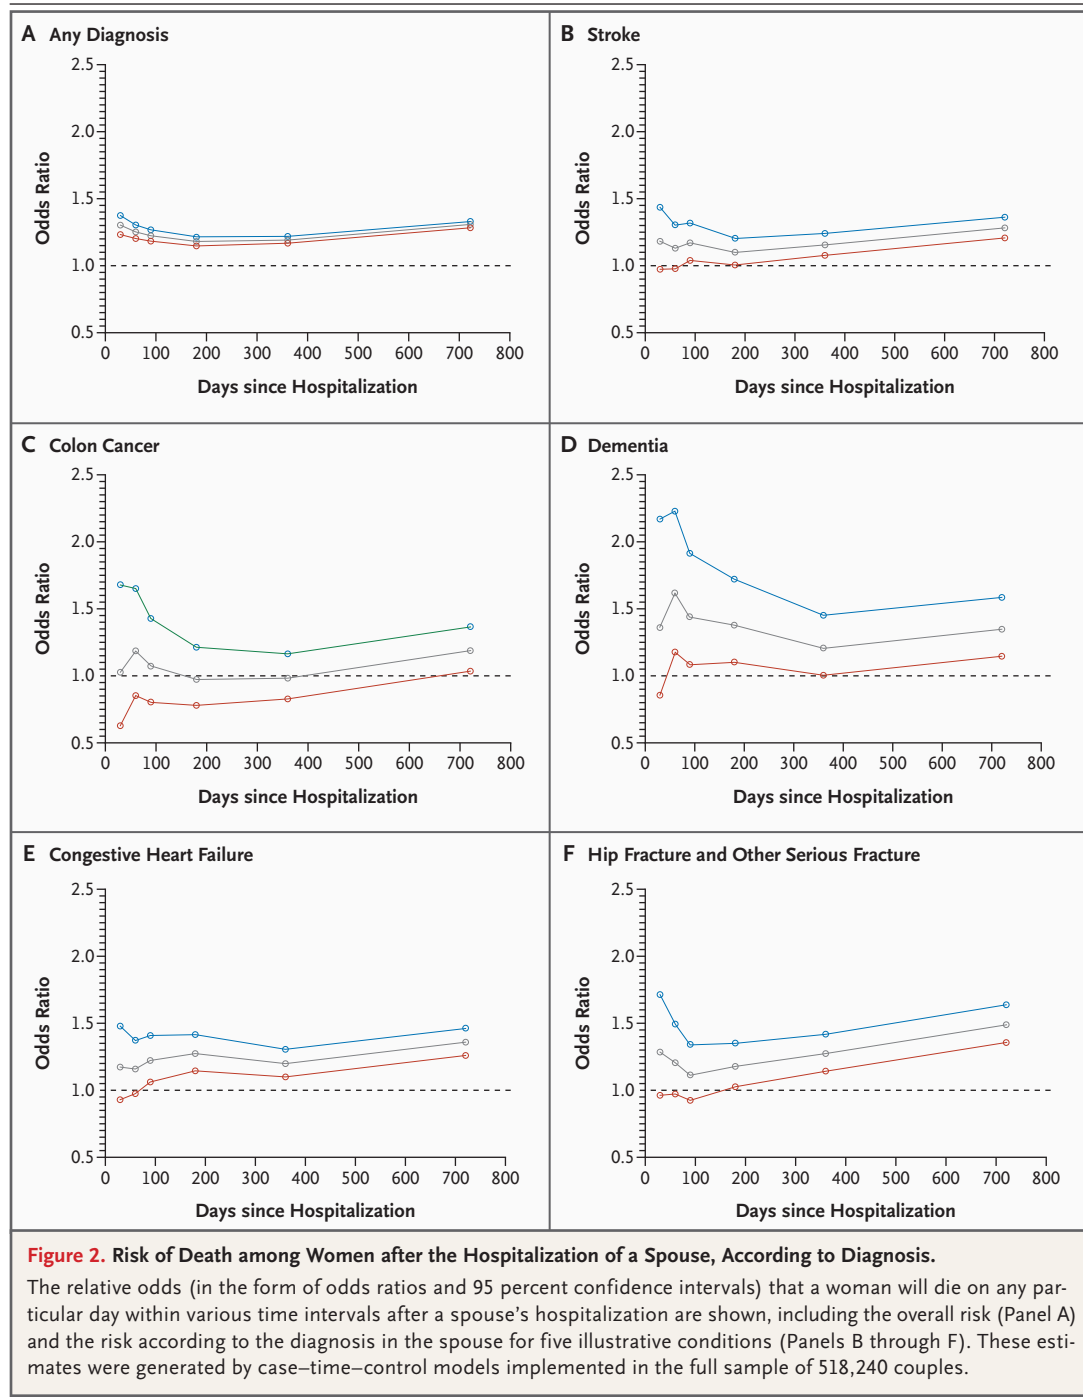 A Any Diagnosis
2.5
2.0
1.5
1.0
0.5
Odds Ratio
0 100 200 300 400 500 600 700 800
Days since Hospitalization
B Stroke
2.5
2.0
1.5
1.0
0.5
Odds Ratio
0 100 200 300 400 500 600 700 800
Days since Hospitalization
C Colon Cancer
2.5
2.0
1.5
1.0
0.5
Odds Ratio
0 100 200 300 400 500 600 700 800
Days since Hospitalization
D Dementia
2.5
2.0
1.5
1.0
0.5
Odds Ratio
0 100 200 300 400 500 600 700 800
Days since Hospitalization
E Congestive Heart Failure
2.5
2.0
1.5
1.0
0.5
Odds Ratio
0 100 200 300 400 500 600 700 800
Days since Hospitalization
F Hip Fracture and Other Serious Fracture
2.5
2.0
1.5
1.0
0.5
Odds Ratio
0 100 200 300 400 500 600 700 800
Days since Hospitalization
Figure 2. Risk of Death among Women after the Hospitalization of a Spouse, According to Diagnosis.
The relative odds (in the form of odds ratios and 95 percent confidence intervals) that a woman will die on any par-
ticular day within various time intervals after a spouse's hospitalization are shown, including the overall risk (Panel A)
and the risk according to the diagnosis in the spouse for five illustrative conditions (Panels B through F). These esti-
mates were generated by case–time–control models implemented in the full sample of 518,240 couples.